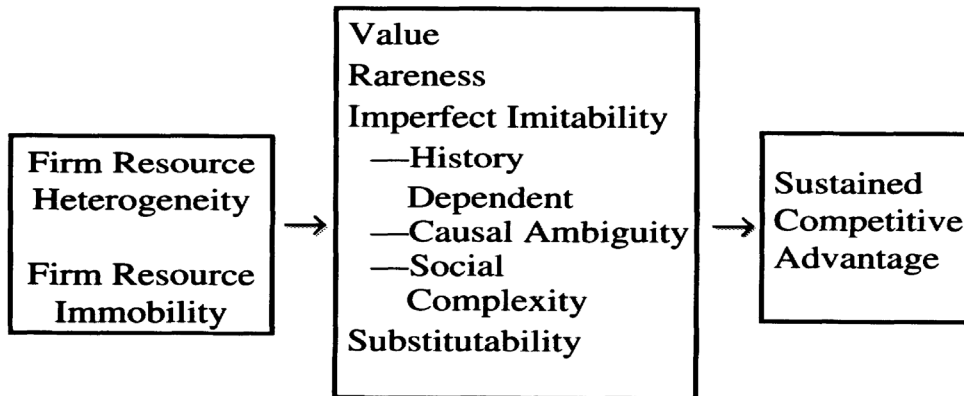 Firm Resource
Heterogeneity
Firm Resource
Immobility
Value
Rareness
Imperfect Imitability
—History
Dependent
—Causal Ambiguity
—Social
Complexity
Substitutability
Sustained
Competitive
Advantage